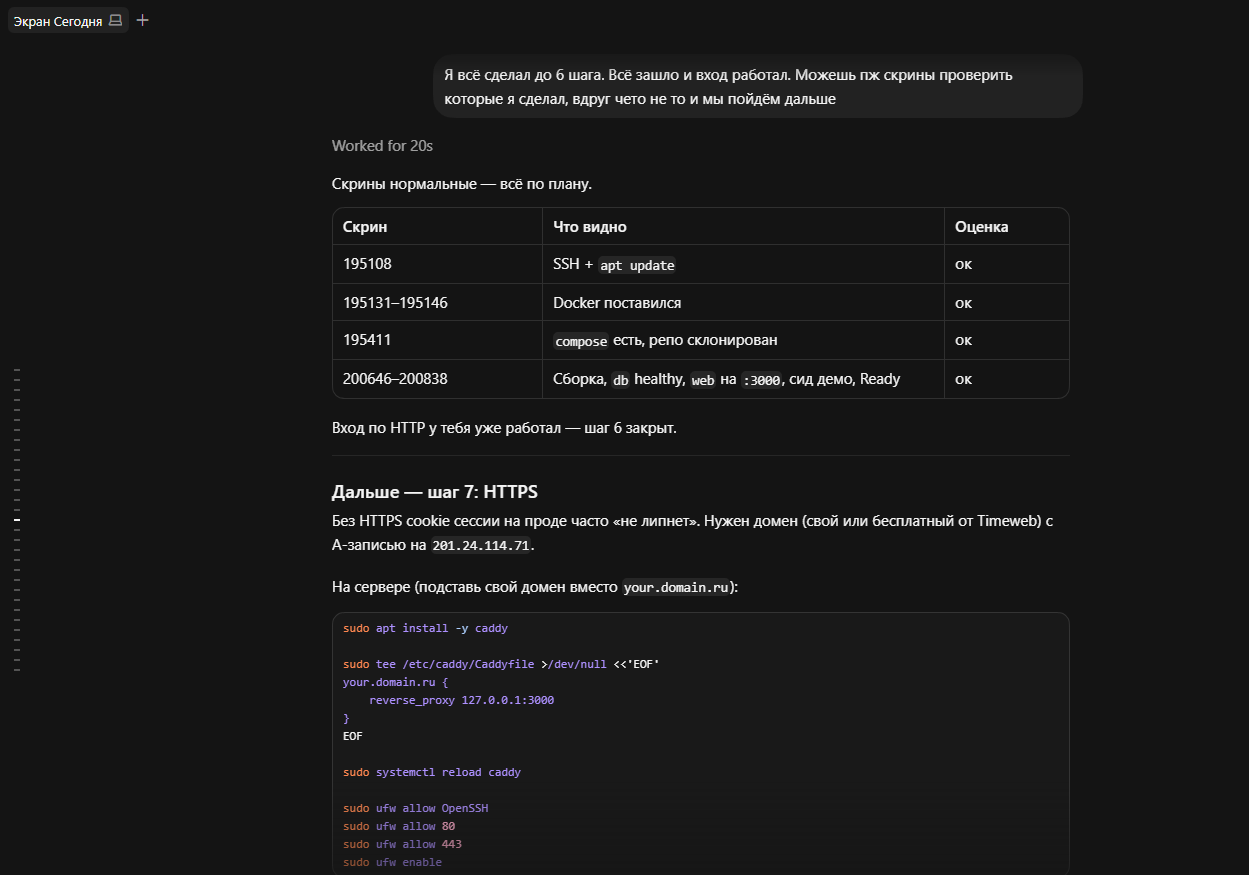 Экран Сегодня
Я всё сделал до 6 шага. Всё зашло и вход работал. Можешь пж скрины проверить
которые я сделал, вдруг чето не то и мы пойдём дальше
Worked for 20s
Скрины нормальные — всё по плану.
Скрин Что видно Оценка
195108 SSH + apt update ок
195131–195146 Docker поставился ок
195411 compose есть, репо склонирован ок
200646–200838 Сборка, db healthy, web на :3000, сид демо, Ready ок
Вход по HTTP у тебя уже работал — шаг 6 закрыт.
Дальше — шаг 7: HTTPS
Без HTTPS cookie сессии на проде часто «не липнет». Нужен домен (свой или бесплатный от Timeweb) с
A-записью на 201.24.114.71.
На сервере (подставь свой домен вместо your.domain.ru):
sudo apt install -y caddy
sudo tee /etc/caddy/Caddyfile >/dev/null <<'EOF'
your.domain.ru {
    reverse_proxy 127.0.0.1:3000
}
EOF
sudo systemctl reload caddy
sudo ufw allow OpenSSH
sudo ufw allow 80
sudo ufw allow 443
sudo ufw enable